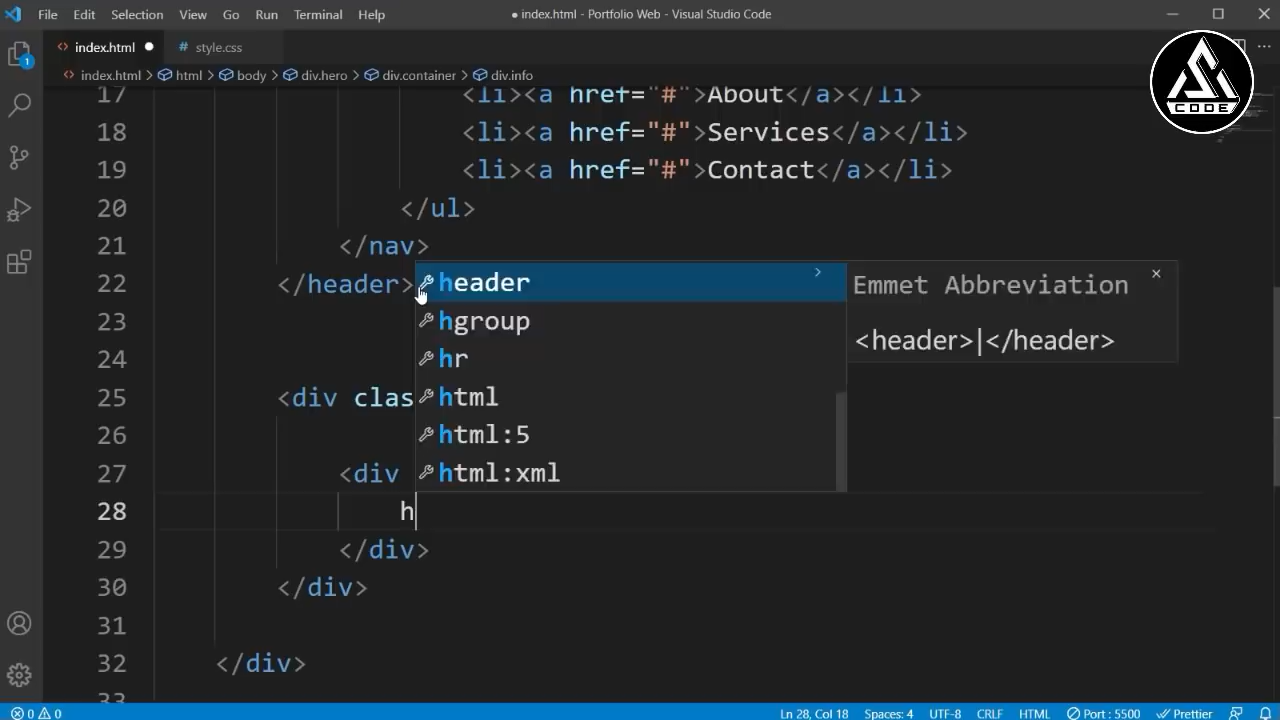 File Edit Selection View Go Run Terminal Help
● index.html - Portfolio Web - Visual Studio Code
index.html
# style.css
index.html > html > body > div.hero > div.container > div.info
CODE
1
17 <li><a href="#">About</a></li>
18 <li><a href="#">Services</a></li>
19 <li><a href="#">Contact</a></li>
20 </ul>
21 </nav>
22 </header>
23
24
25 <div clas
26
27 <div
28 h
29 </div>
30 </div>
31
32 </div>
33
header
hgroup
hr
html
html:5
html:xml
Emmet Abbreviation
<header>|</header>
0 0
Ln 28, Col 18 Spaces: 4 UTF-8 CRLF HTML Port : 5500 Prettier